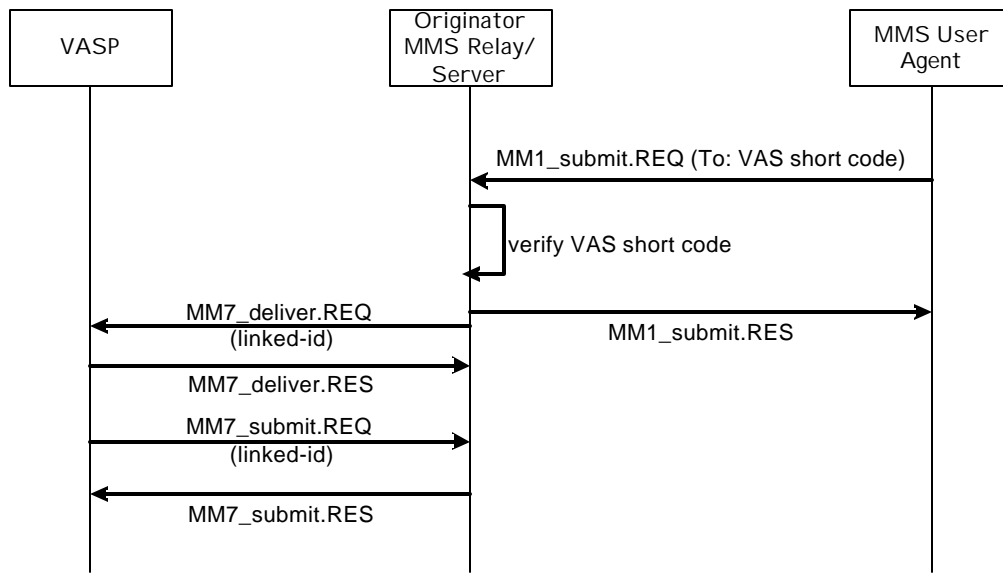 VASP
Originator
MMS Relay/
Server
MMS User
Agent
MM1_submit.REQ (To: VAS short code)
verify VAS short code
MM7_deliver.REQ
(linked-id)
MM1_submit.RES
MM7_deliver.RES
MM7_submit.REQ
(linked-id)
MM7_submit.RES